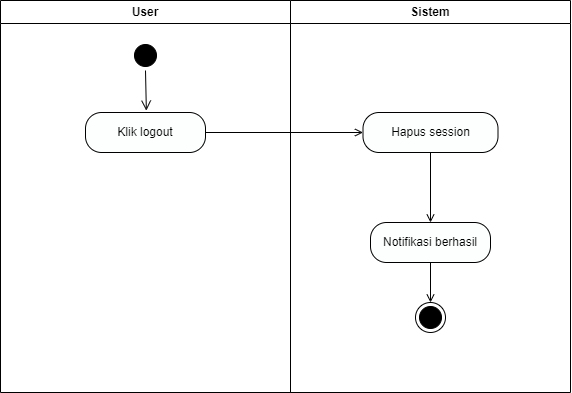 User
Sistem
Klik logout
Hapus session
Notifikasi berhasil